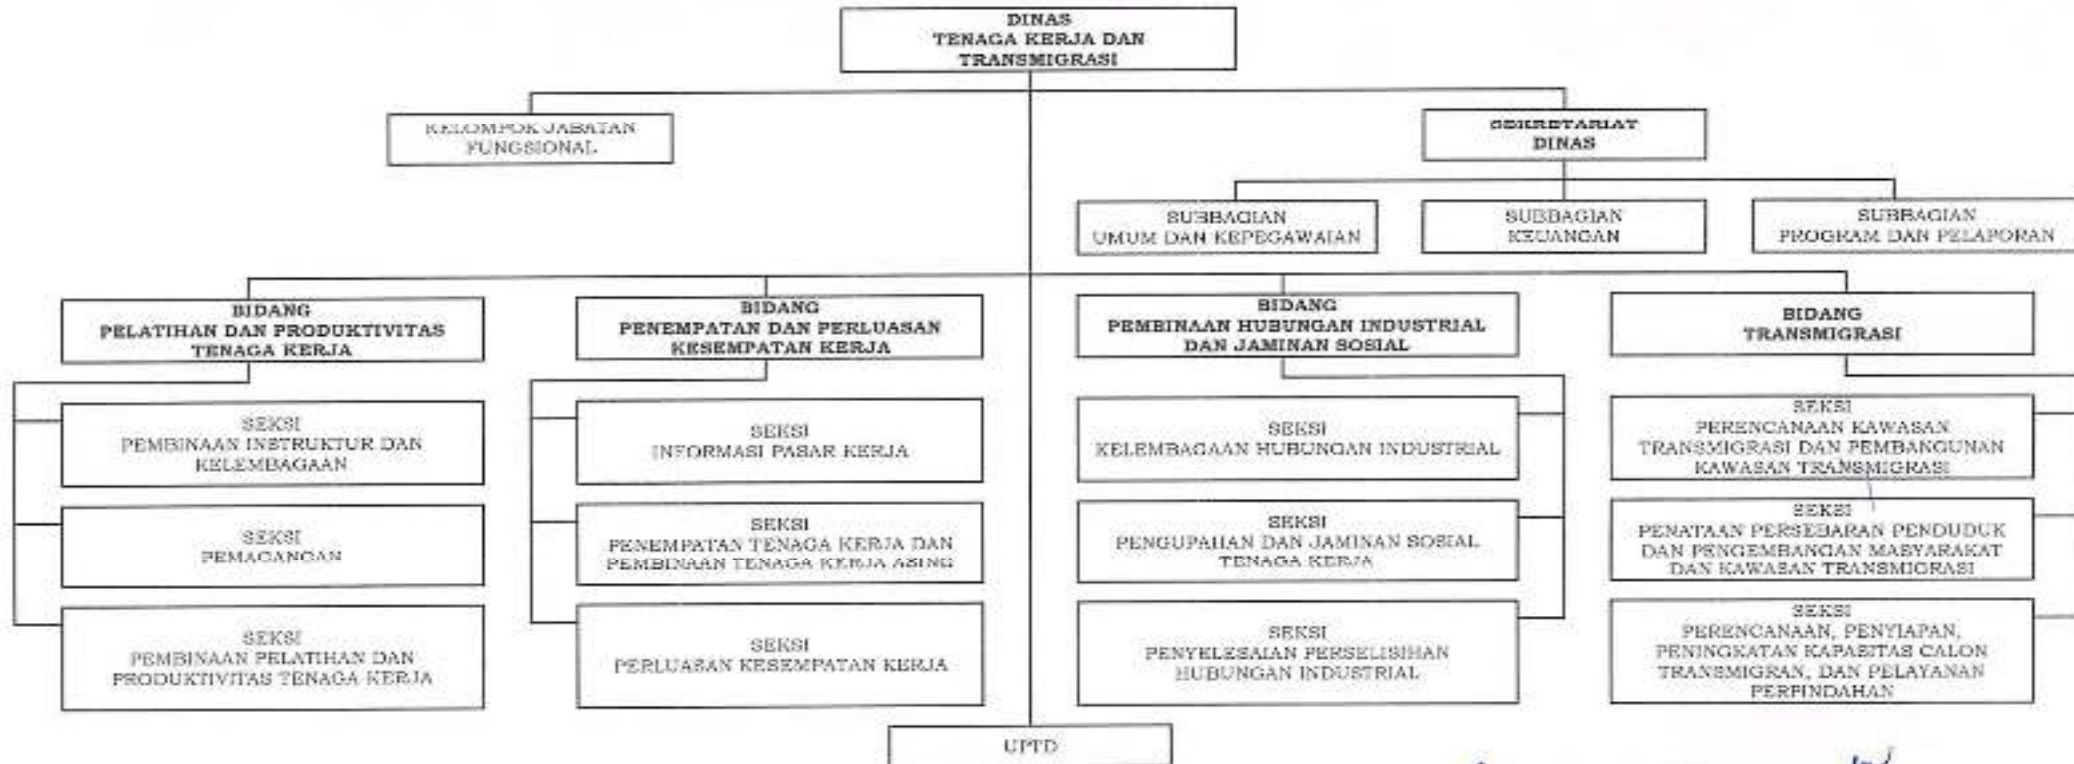 DINAS
TENAGA KERJA DAN
TRANSMIGRASI
KELOMPOK JABATAN
FUNGSIONAL
SEKRETARIAT
DINAS
SUBBAGIAN
UMUM DAN KEPEGAWAIAN
SUBBAGIAN
KEUANGAN
SUBBAGIAN
PROGRAM DAN PELAPORAN
BIDANG
PELATIHAN DAN PRODUKTIVITAS
TENAGA KERJA
BIDANG
PENEMPATAN DAN PERLUASAN
KESEMPATAN KERJA
BIDANG
PEMBINAAN HUBUNGAN INDUSTRIAL
DAN JAMINAN SOSIAL
BIDANG
TRANSMIGRASI
SEKSI
PEMBINAAN INSTRUKTUR DAN
KELEMBAGAAN
SEKSI
INFORMASI PASAR KERJA
SEKSI
KELEMBAGAAN HUBUNGAN INDUSTRIAL
SEKSI
PERENCANAAN KAWASAN
TRANSMIGRASI DAN PEMBANGUNAN
KAWASAN TRANSMIGRASI
SEKSI
PEMAGANGAN
SEKSI
PENEMPATAN TENAGA KERJA DAN
PEMBINAAN TENAGA KERJA ASING
SEKSI
PENGUPAHAN DAN JAMINAN SOSIAL
TENAGA KERJA
SEKSI
PENATAAN PERSEBARAN PENDUDUK
DAN PENGEMBANGAN MASYARAKAT
DAN KAWASAN TRANSMIGRASI
SEKSI
PEMBINAAN PELATIHAN DAN
PRODUKTIVITAS TENAGA KERJA
SEKSI
PERLUASAN KESEMPATAN KERJA
SEKSI
PENYELESAIAN PERSELISIHAN
HUBUNGAN INDUSTRIAL
SEKSI
PERENCANAAN, PENYIAPAN,
PENINGKATAN KAPASITAS CALON
TRANSMIGRAN, DAN PELAYANAN
PERPINDAHAN
UPTD